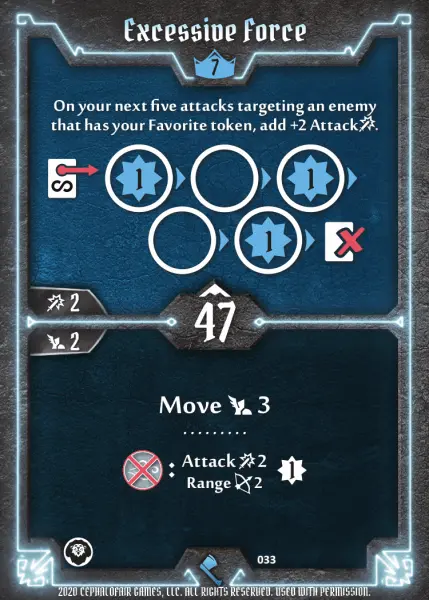 Excessive Force
7
On your next five attacks targeting an enemy
that has your Favorite token, add +2 Attack.
1 1
1
2
47
2
Move 3
.........
: Attack 2 1
Range 2
033
2020 CEPHALOFAIR GAMES, LLC. ALL RIGHTS RESERVED. USED WITH PERMISSION.